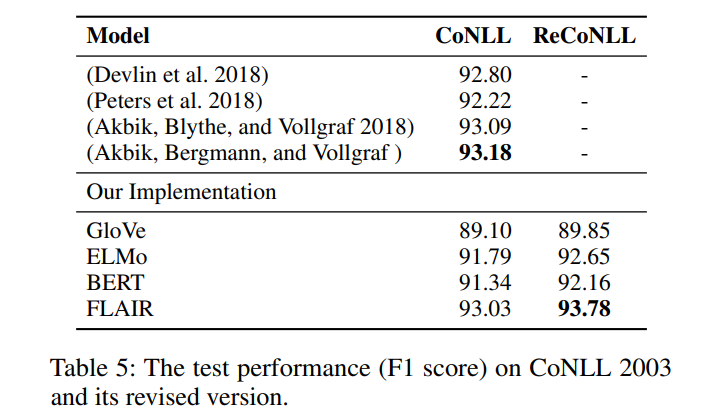 Model CoNLL ReCoNLL
(Devlin et al. 2018) 92.80 -
(Peters et al. 2018) 92.22 -
(Akbik, Blythe, and Vollgraf 2018) 93.09 -
(Akbik, Bergmann, and Vollgraf ) 93.18 -
Our Implementation
GloVe 89.10 89.85
ELMo 91.79 92.65
BERT 91.34 92.16
FLAIR 93.03 93.78
Table 5: The test performance (F1 score) on CoNLL 2003
and its revised version.